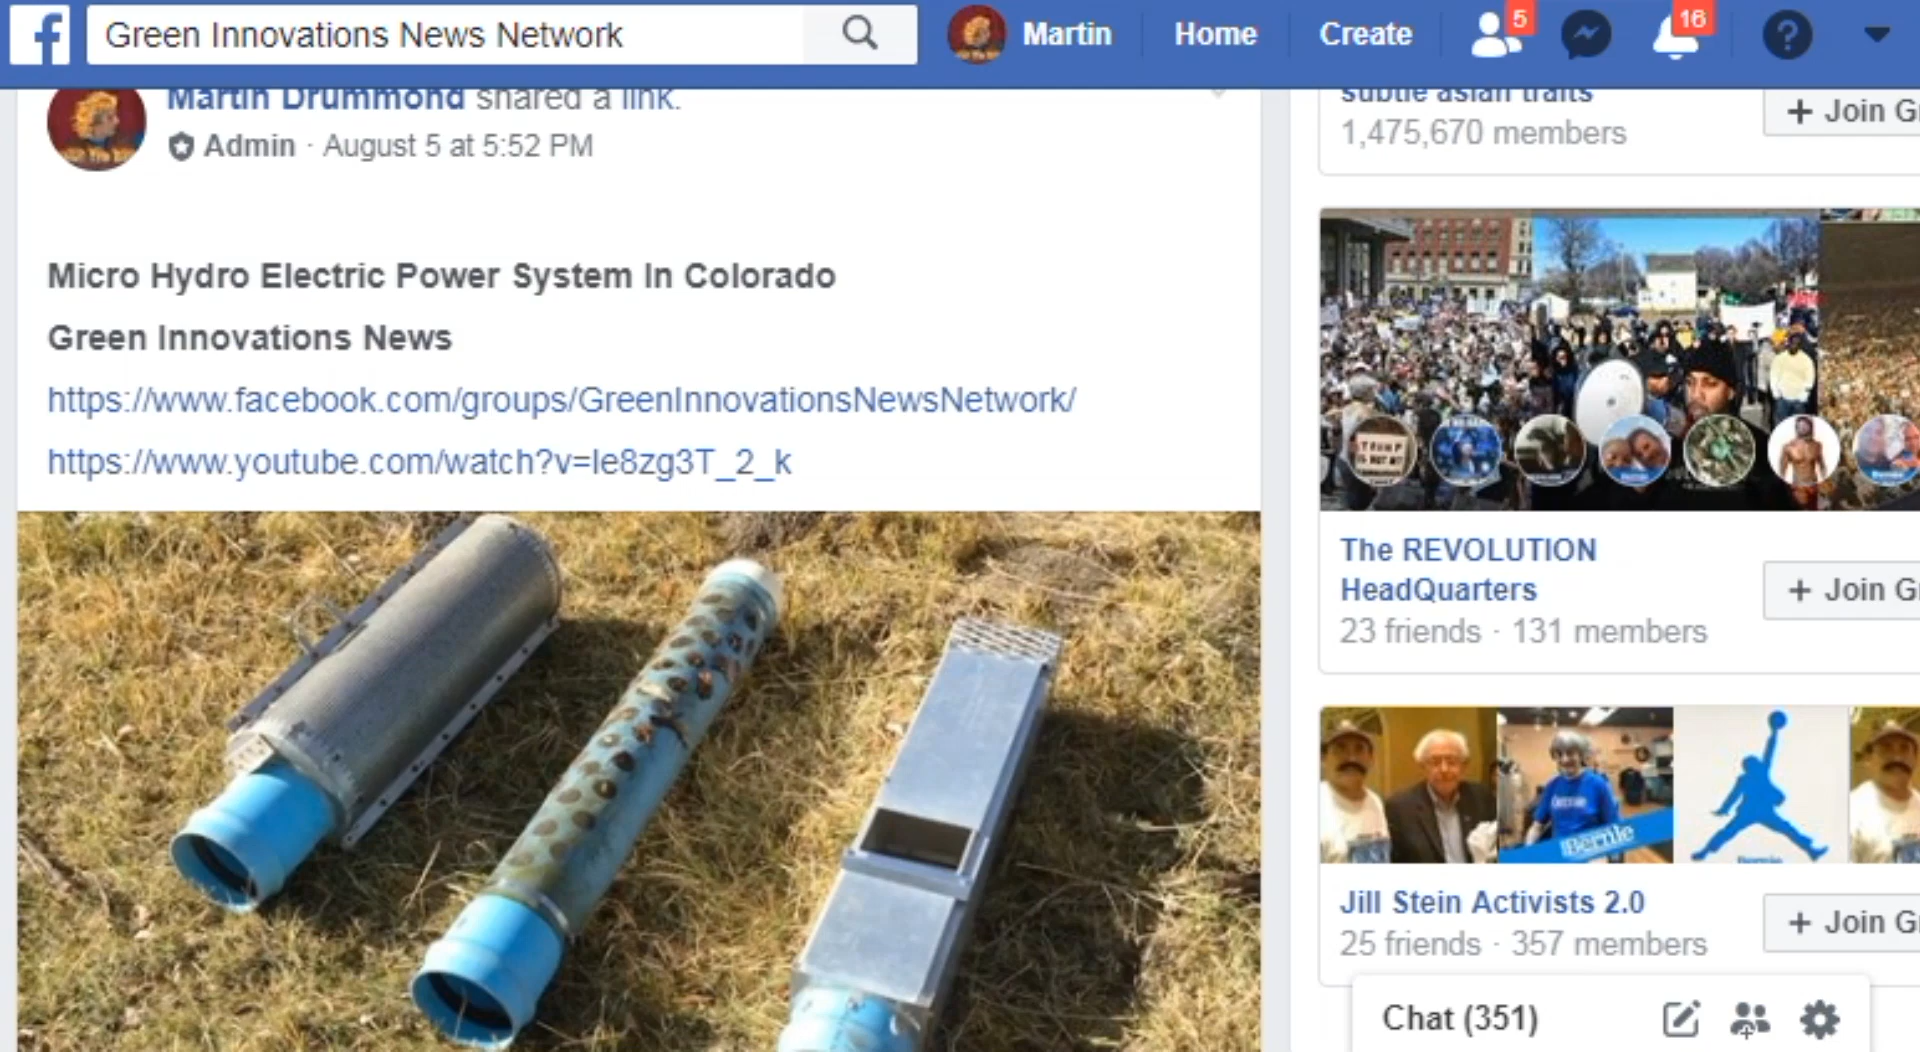 Green Innovations News Network
Martin
Home
Create
5
16
Martin Drummond shared a link.
Admin · August 5 at 5:52 PM
Micro Hydro Electric Power System In Colorado
Green Innovations News
https://www.facebook.com/groups/GreenInnovationsNewsNetwork/
https://www.youtube.com/watch?v=Ie8zg3T_2_k
subtle asian traits
1,475,670 members
+ Join G
The REVOLUTION
HeadQuarters
23 friends · 131 members
+ Join G
Bernie
Jill Stein Activists 2.0
25 friends · 357 members
+ Join G
Chat (351)